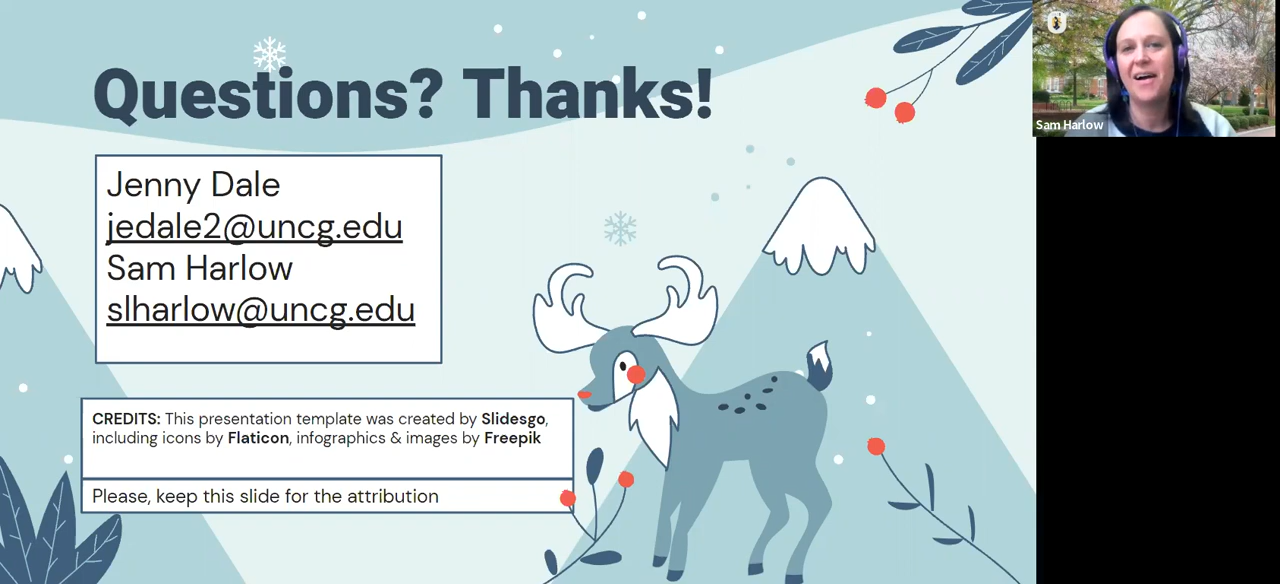 Questions? Thanks!
Sam Harlow
Jenny Dale
jedale2@uncg.edu
Sam Harlow
slharlow@uncg.edu
CREDITS: This presentation template was created by Slidesgo,
including icons by Flaticon, infographics & images by Freepik
Please, keep this slide for the attribution